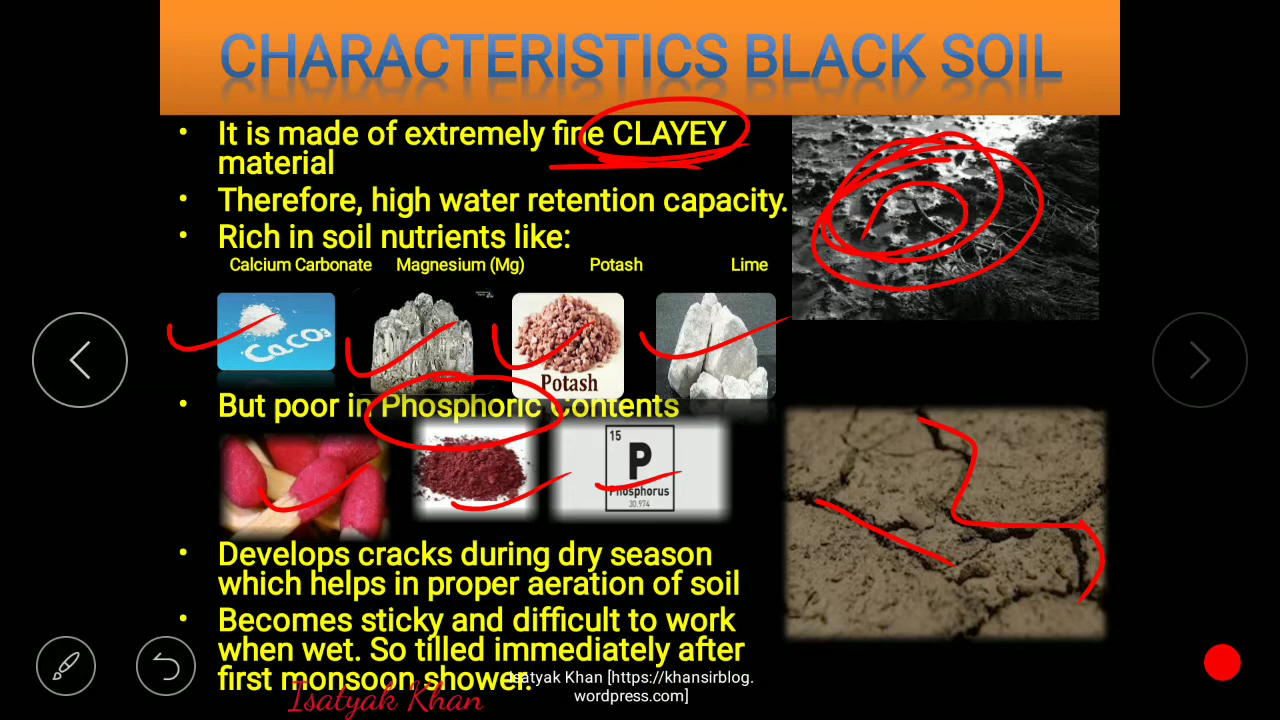 CHARACTERISTICS BLACK SOIL
• It is made of extremely fine CLAYEY
material
• Therefore, high water retention capacity.
• Rich in soil nutrients like:
Calcium Carbonate Magnesium (Mg) Potash Lime
CaCO3
Potash
• But poor in Phosphoric Contents
15
P
Phosphorus
30.974
• Develops cracks during dry season
which helps in proper aeration of soil
• Becomes sticky and difficult to work
when wet. So tilled immediately after
first monsoon shower.
Isatyak Khan [https://khansirblog.
wordpress.com]
Isatyak Khan